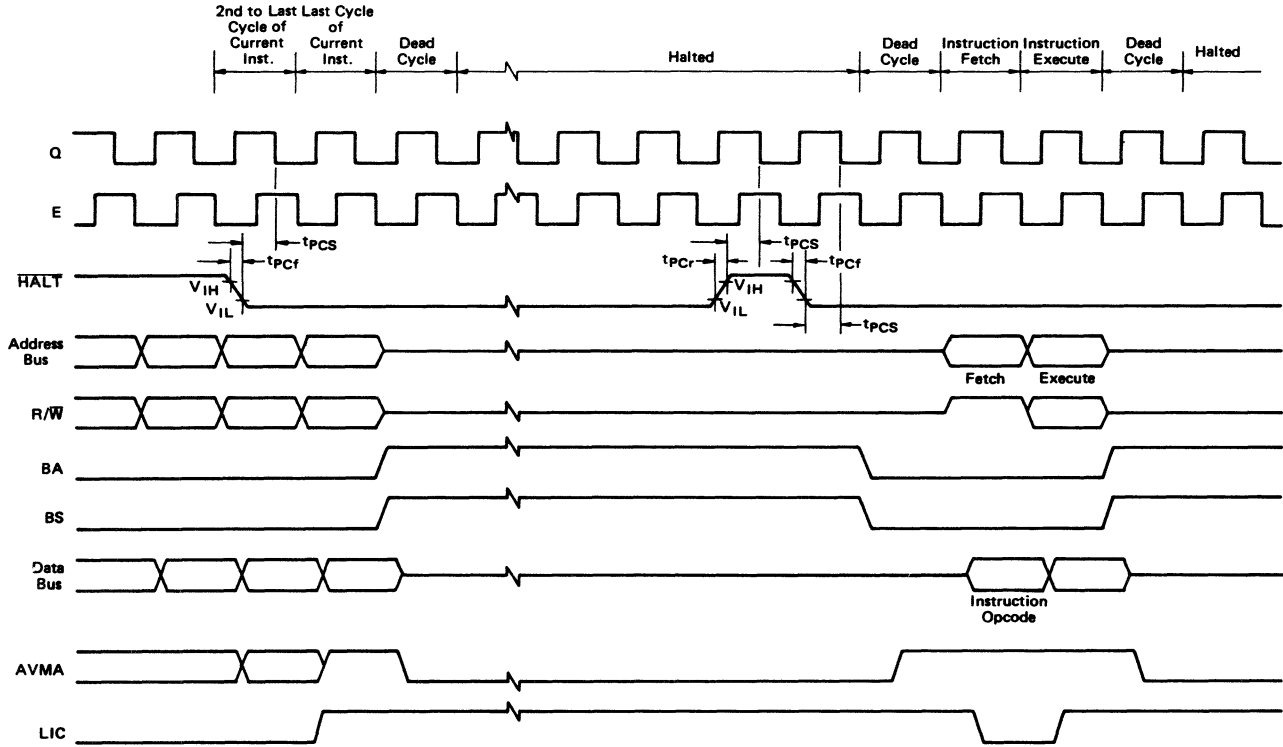 2nd to Last Last Cycle
Cycle of of
Current Current
Inst. Inst.
Dead
Cycle
Halted
Dead
Cycle
Instruction
Fetch
Instruction
Execute
Dead
Cycle
Halted
Q
E
tPCS
tPCf
HALT
VIH
VIL
tPCr
tPCS
tPCf
VIH
VIL
tPCS
Address
Bus
Fetch
Execute
R/W
BA
BS
Data
Bus
Instruction
Opcode
AVMA
LIC